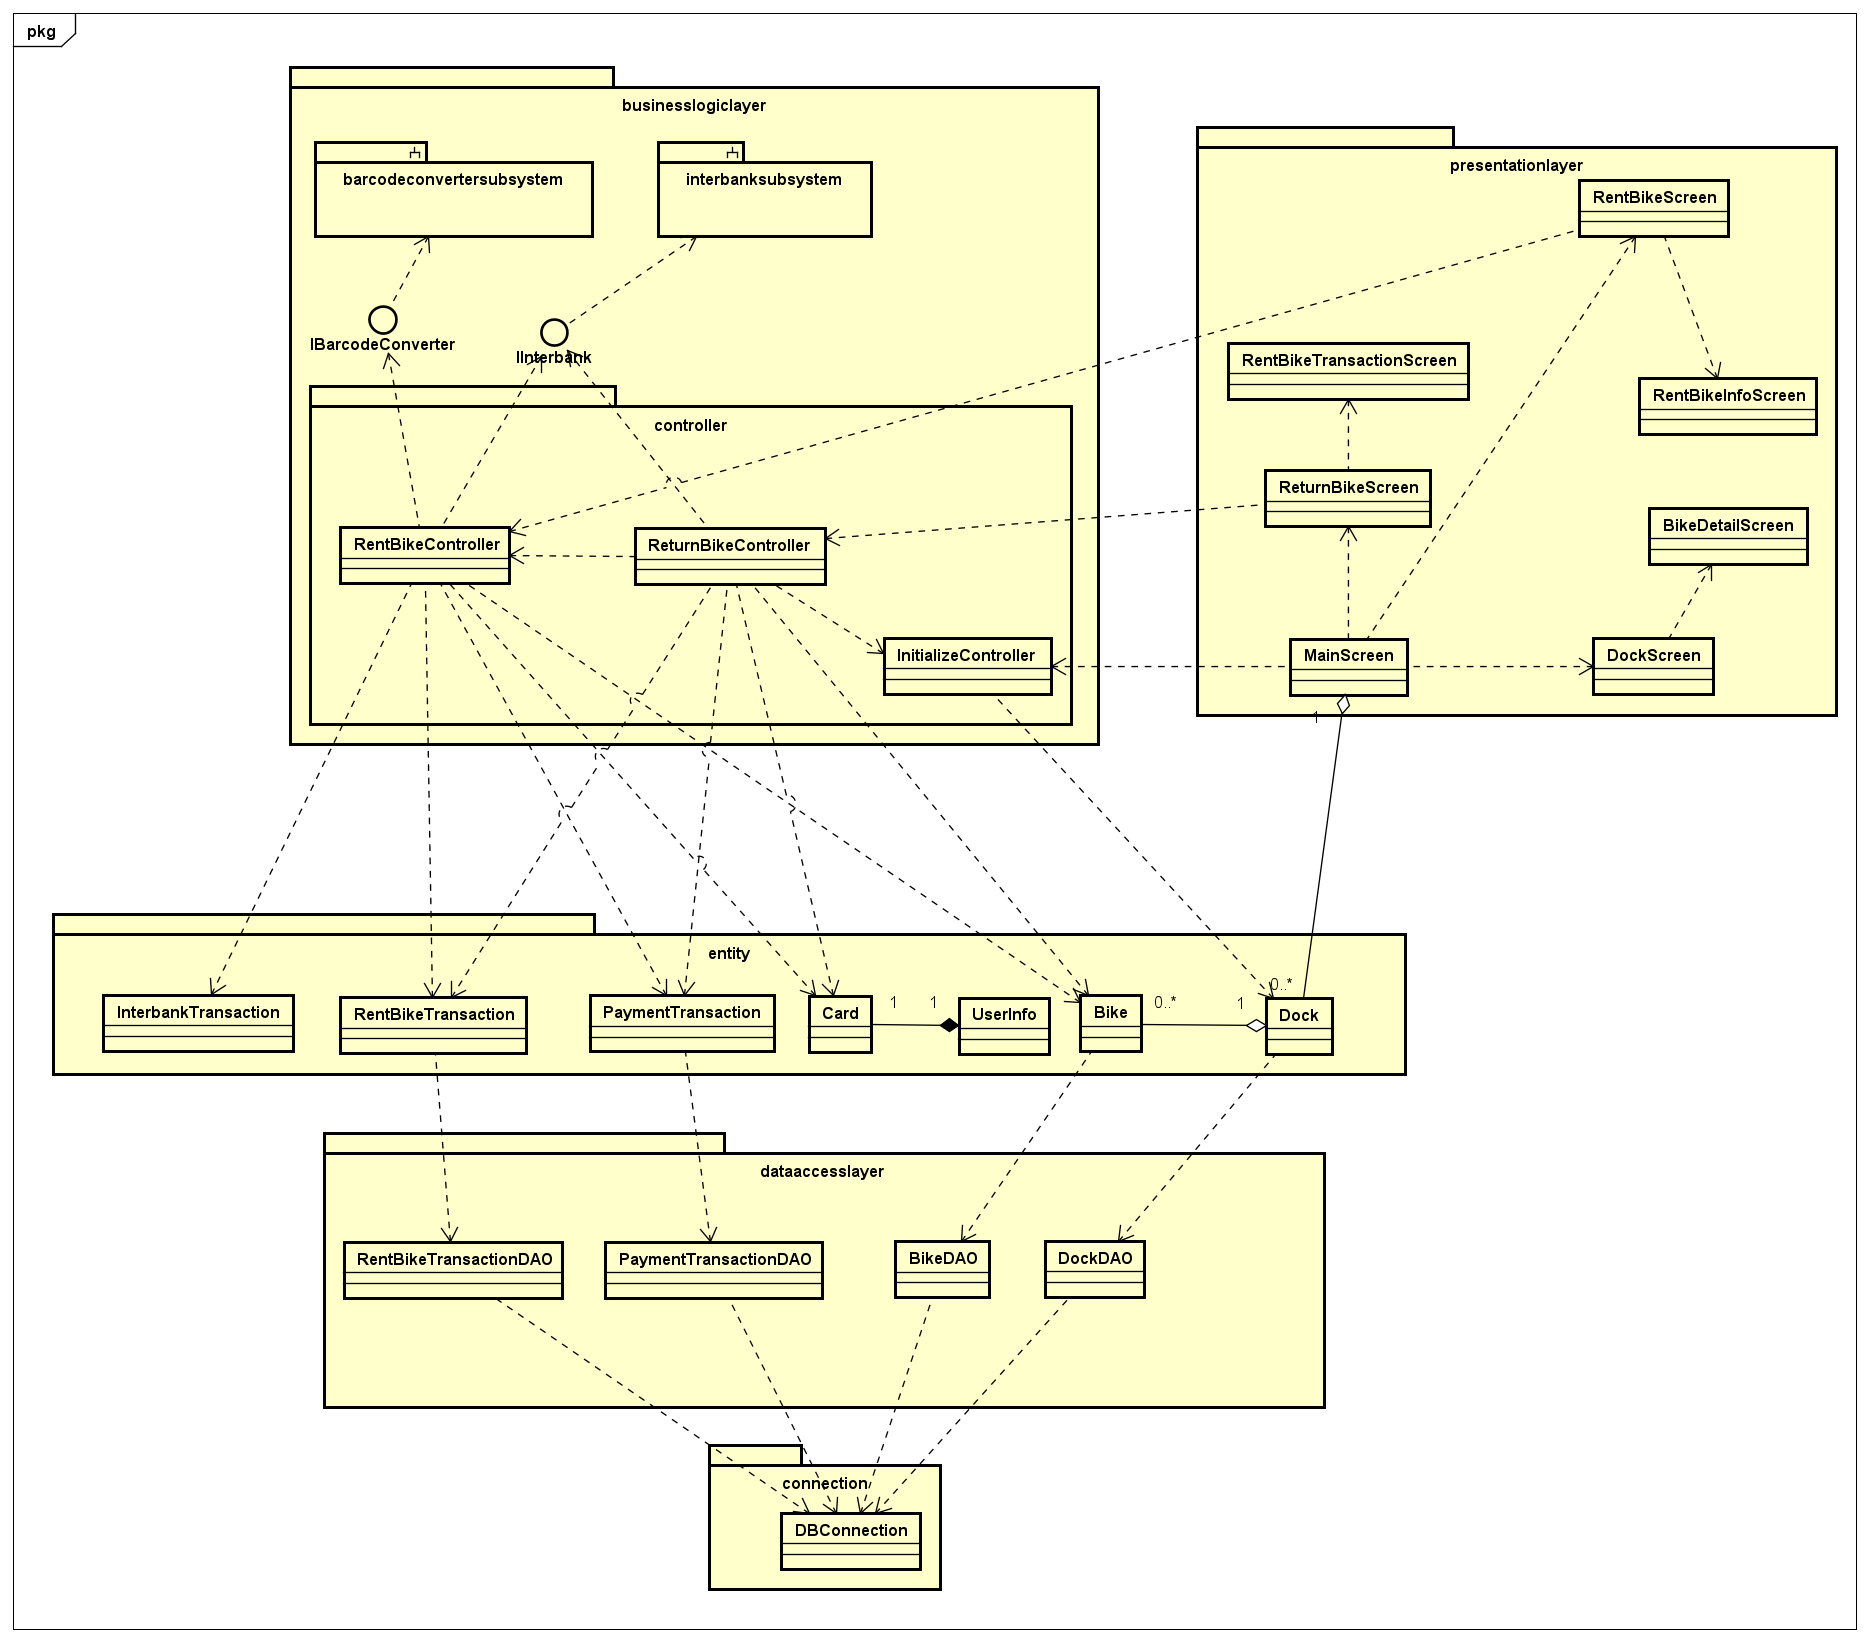 pkg
businesslogiclayer
barcodeconvertersubsystem
interbanksubsystem
IBarcodeConverter
IInterbank
controller
RentBikeController
ReturnBikeController
InitializeController
presentationlayer
RentBikeScreen
RentBikeTransactionScreen
RentBikeInfoScreen
ReturnBikeScreen
BikeDetailScreen
MainScreen
DockScreen
1
entity
0..*
InterbankTransaction
RentBikeTransaction
PaymentTransaction
Card
1
1
UserInfo
Bike
0..*
1
Dock
dataaccesslayer
RentBikeTransactionDAO
PaymentTransactionDAO
BikeDAO
DockDAO
connection
DBConnection